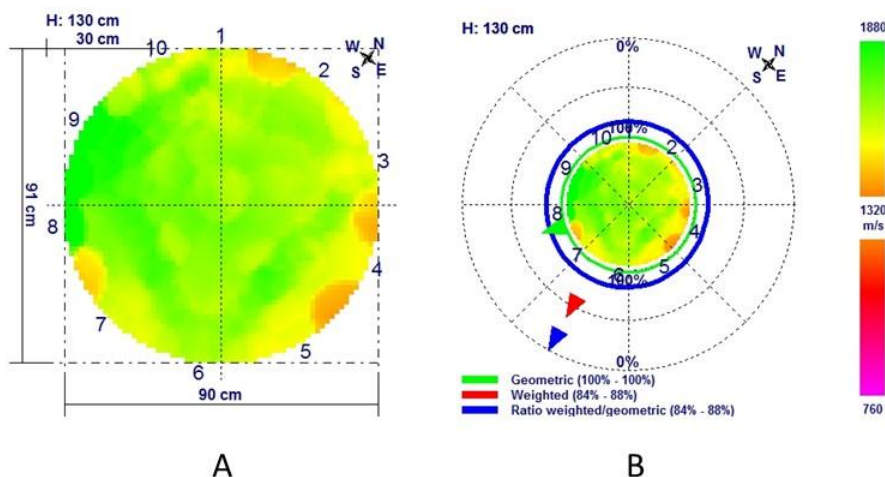 H: 130 cm
30 cm
10
1
W N
S E
2
9
3
91 cm
8
4
7
5
6
90 cm
A
H: 130 cm
0%
W N
S E
100%
10
1
2
9
3
8
4
7
5
6
100%
0%
Geometric (100% - 100%)
Weighted (84% - 88%)
Ratio weighted/geometric (84% - 88%)
B
1880
1320
m/s
760